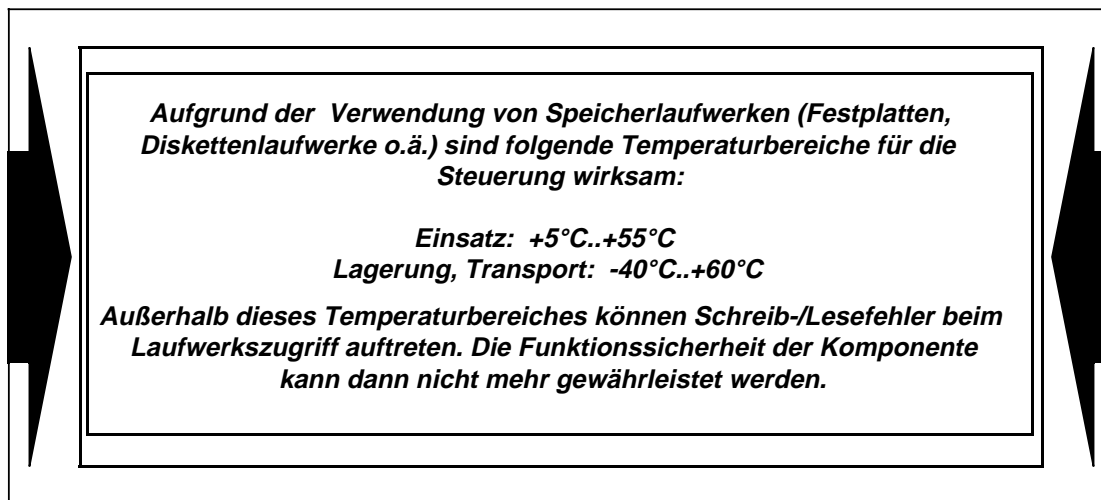 Aufgrund der Verwendung von Speicherlaufwerken (Festplatten,
Diskettenlaufwerke o.ä.) sind folgende Temperaturbereiche für die
Steuerung wirksam:
Einsatz: +5°C..+55°C
Lagerung, Transport: -40°C..+60°C
Außerhalb dieses Temperaturbereiches können Schreib-/Lesefehler beim
Laufwerkszugriff auftreten. Die Funktionssicherheit der Komponente
kann dann nicht mehr gewährleistet werden.